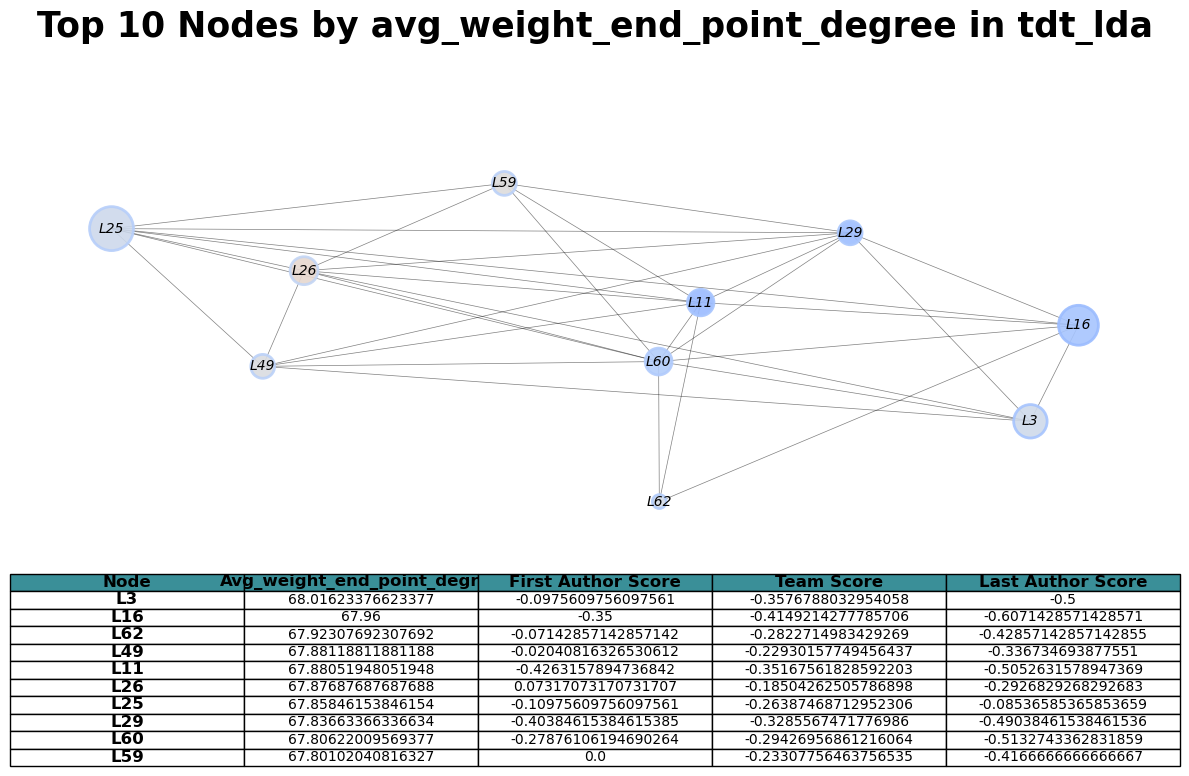 Top 10 Nodes by avg_weight_end_point_degree in tdt_lda
L59
L25
L29
L26
L11
L16
L60
L49
L3
L62
Node Avg_weight_end_point_degr First Author Score Team Score Last Author Score
L3 68.01623376623377 -0.0975609756097561 -0.3576788032954058 -0.5
L16 67.96 -0.35 -0.4149214277785706 -0.6071428571428571
L62 67.92307692307692 -0.07142857142857142 -0.2822714983429269 -0.42857142857142855
L49 67.88118811881188 -0.02040816326530612 -0.22930157749456437 -0.336734693877551
L11 67.88051948051948 -0.4263157894736842 -0.35167561828592203 -0.5052631578947369
L26 67.87687687687688 0.07317073170731707 -0.18504262505786898 -0.2926829268292683
L25 67.85846153846154 -0.10975609756097561 -0.26387468712952306 -0.08536585365853659
L29 67.83663366336634 -0.40384615384615385 -0.3285567471776986 -0.49038461538461536
L60 67.80622009569377 -0.27876106194690264 -0.29426956861216064 -0.5132743362831859
L59 67.80102040816327 0.0 -0.23307756463756535 -0.4166666666666667